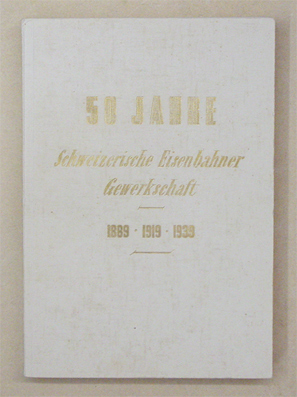 50 JAHRE
Schweizerische Eisenbahner
Gewerkschaft
1889 - 1919 - 1939